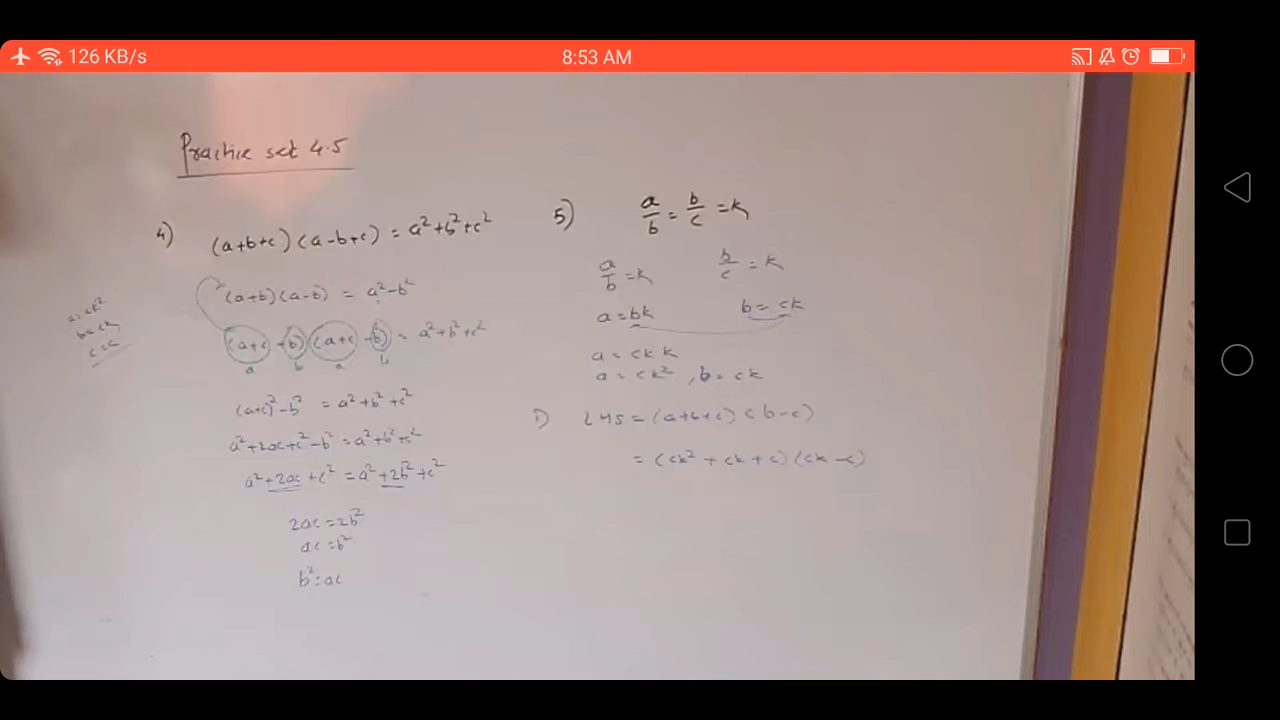 126 KB/s
8:53 AM
Practice set 4.5
4) (a+b+c)(a-b+c) = a²+b²+c²
(a+b)(a-b) = a²-b²
(a+c + b)(a+c - b) = a²+b²+c²
a b a b
(a+c)²-b² = a²+b²+c²
a²+2ac+c²-b² = a²+b²+c²
a²+2ac+c² = a²+2b²+c²
2ac = 2b²
ac = b²
b² = ac
a = ck²
b = ck
c = c
5) a/b = b/c = k
a/b = k b/c = k
a = bk b = ck
a = ck k
a = ck² , b = ck
1) LHS = (a+b+c)(b-c)
= (ck² + ck + c)(ck - c)